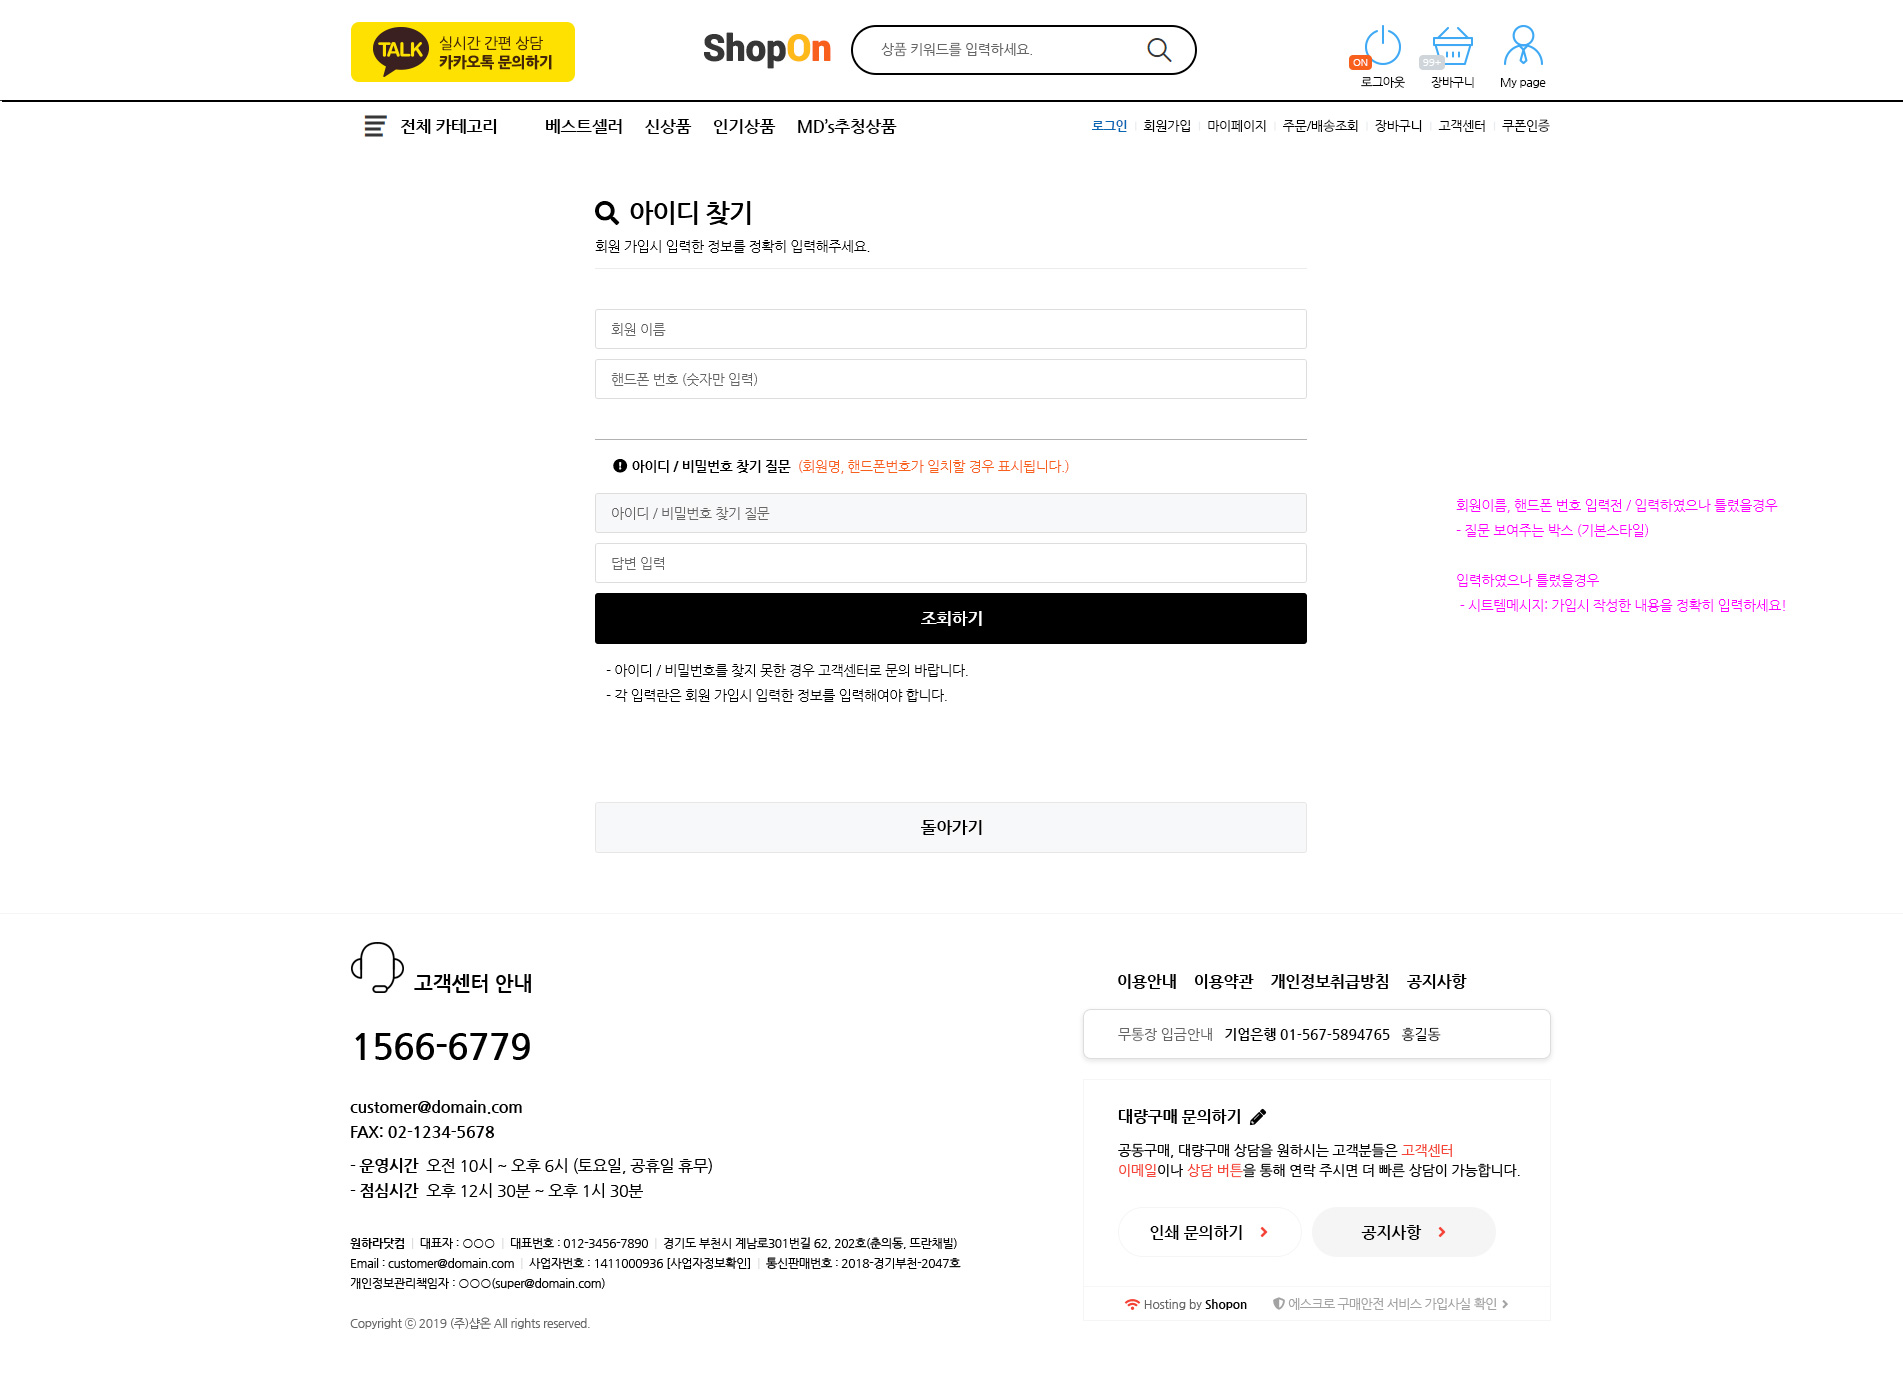 TALK 실시간 간편 상담
카카오톡 문의하기
ShopOn
상품 키워드를 입력하세요.
ON 99+
로그아웃 장바구니 My page
전체 카테고리 베스트셀러 신상품 인기상품 MD's추청상품
로그인 회원가입 마이페이지 주문/배송조회 장바구니 고객센터 쿠폰인증
아이디 찾기
회원 가입시 입력한 정보를 정확히 입력해주세요.
회원 이름
핸드폰 번호 (숫자만 입력)
아이디 / 비밀번호 찾기 질문 (회원명, 핸드폰번호가 일치할 경우 표시됩니다.)
아이디 / 비밀번호 찾기 질문
답변 입력
조회하기
- 아이디 / 비밀번호를 찾지 못한 경우 고객센터로 문의 바랍니다.
- 각 입력란은 회원 가입시 입력한 정보를 입력해여야 합니다.
회원이름, 핸드폰 번호 입력전 / 입력하였으나 틀렸을경우
- 질문 보여주는 박스 (기본스타일)
입력하였으나 틀렸을경우
- 시트템메시지: 가입시 작성한 내용을 정확히 입력하세요!
돌아가기
고객센터 안내
1566-6779
customer@domain.com
FAX: 02-1234-5678
- 운영시간 오전 10시 ~ 오후 6시 (토요일, 공휴일 휴무)
- 점심시간 오후 12시 30분 ~ 오후 1시 30분
원하라닷컴 | 대표자 : ○○○ | 대표번호 : 012-3456-7890 | 경기도 부천시 계남로301번길 62, 202호(춘의동, 뜨란채빌)
Email : customer@domain.com | 사업자번호 : 1411000936 [사업자정보확인] | 통신판매번호 : 2018-경기부천-2047호
개인정보관리책임자 : ○○○(super@domain.com)
Copyright ⓒ 2019 (주)샵온 All rights reserved.
이용안내 이용약관 개인정보취급방침 공지사항
무통장 입금안내 기업은행 01-567-5894765 홍길동
대량구매 문의하기
공동구매, 대량구매 상담을 원하시는 고객분들은 고객센터
이메일이나 상담 버튼을 통해 연락 주시면 더 빠른 상담이 가능합니다.
인쇄 문의하기 공지사항
Hosting by Shopon 에스크로 구매안전 서비스 가입사실 확인